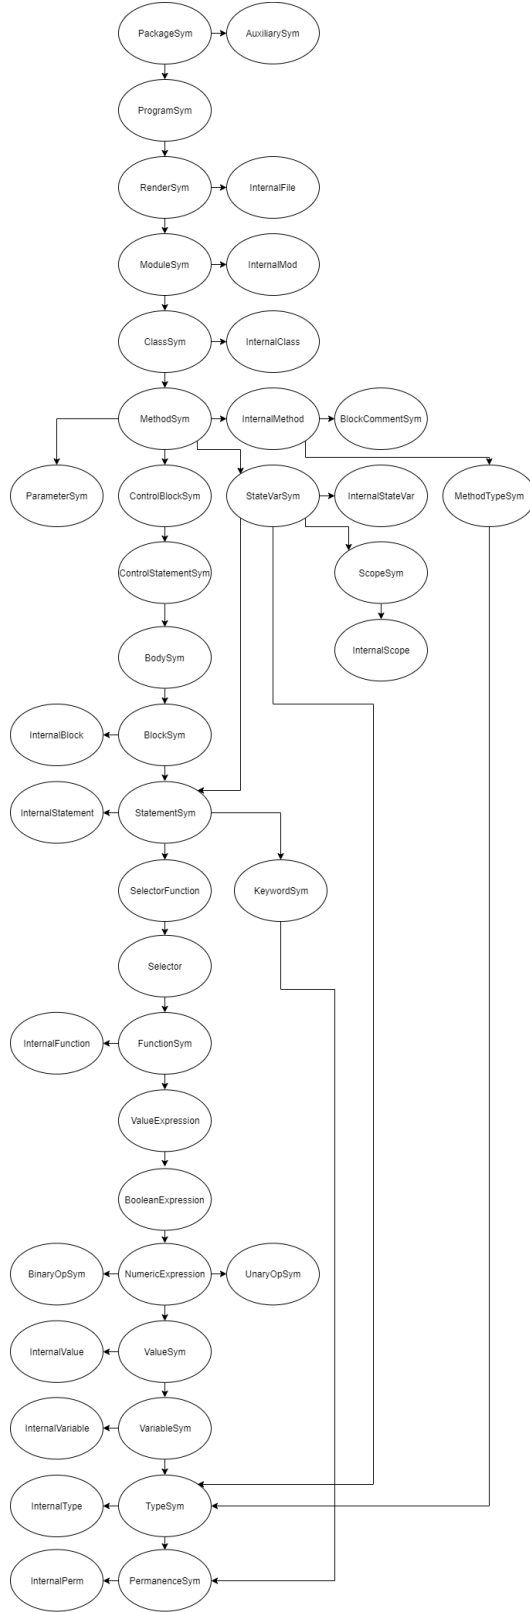 PackageSym
AuxiliarySym
ProgramSym
RenderSym
InternalFile
ModuleSym
InternalMod
ClassSym
InternalClass
MethodSym
InternalMethod
BlockCommentSym
ParameterSym
ControlBlockSym
StateVarSym
InternalStateVar
MethodTypeSym
ControlStatementSym
ScopeSym
BodySym
InternalScope
InternalBlock
BlockSym
InternalStatement
StatementSym
SelectorFunction
KeywordSym
Selector
InternalFunction
FunctionSym
ValueExpression
BooleanExpression
BinaryOpSym
NumericExpression
UnaryOpSym
InternalValue
ValueSym
InternalVariable
VariableSym
InternalType
TypeSym
InternalPerm
PermanenceSym